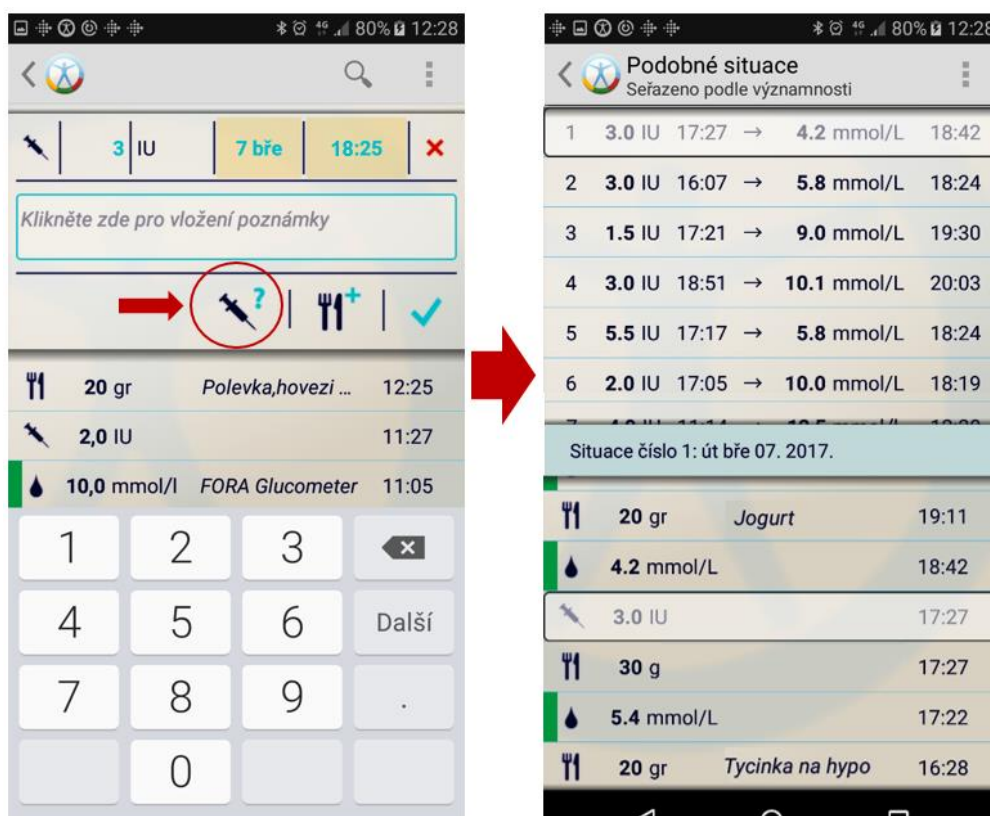 80% 12:28
3 IU 7 bře 18:25
Klikněte zde pro vložení poznámky
?
+
20 gr Polevka,hovezi ... 12:25
2,0 IU 11:27
10,0 mmol/l FORA Glucometer 11:05
1 2 3
4 5 6 Další
7 8 9 .
0
80% 12:28
Podobné situace
Seřazeno podle významnosti
1 3.0 IU 17:27 → 4.2 mmol/L 18:42
2 3.0 IU 16:07 → 5.8 mmol/L 18:24
3 1.5 IU 17:21 → 9.0 mmol/L 19:30
4 3.0 IU 18:51 → 10.1 mmol/L 20:03
5 5.5 IU 17:17 → 5.8 mmol/L 18:24
6 2.0 IU 17:05 → 10.0 mmol/L 18:19
Situace číslo 1: út bře 07. 2017.
20 gr Jogurt 19:11
4.2 mmol/L 18:42
3.0 IU 17:27
30 g 17:27
5.4 mmol/L 17:22
20 gr Tycinka na hypo 16:28